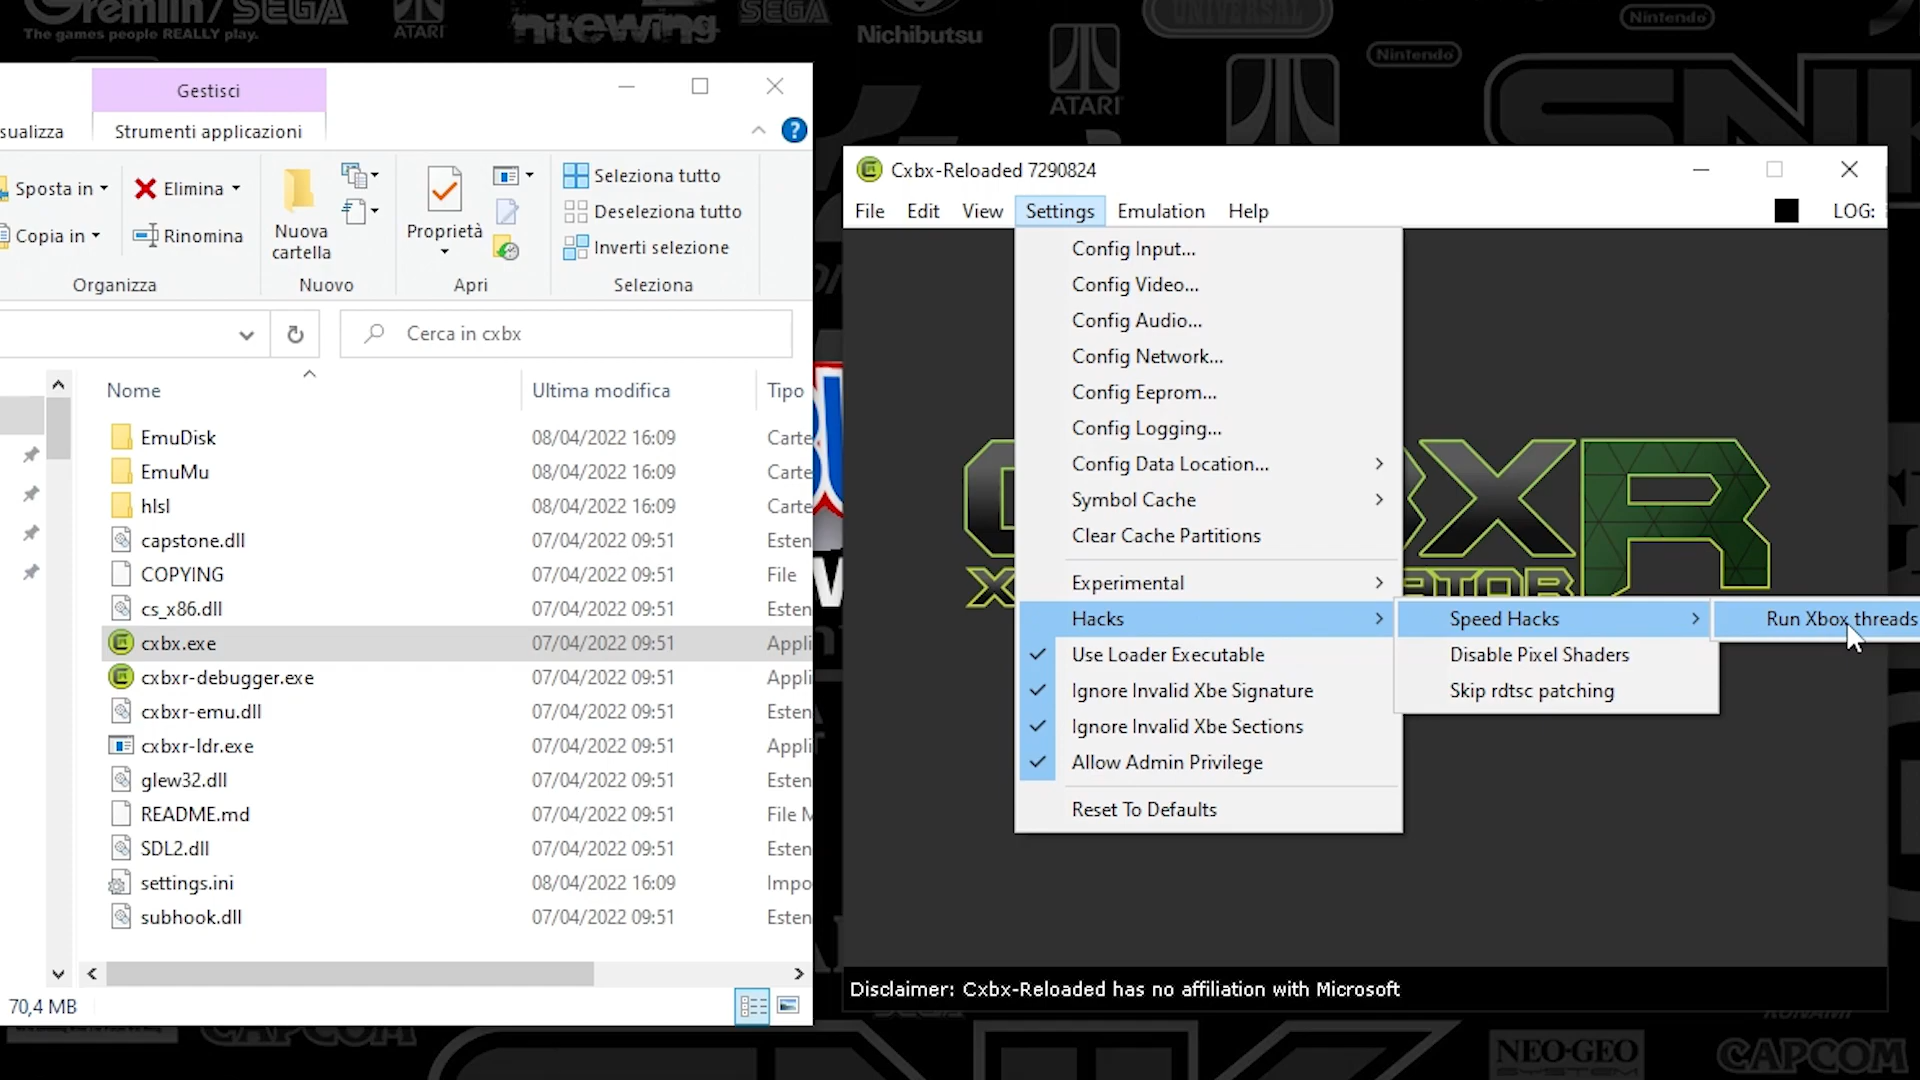 Gremlin/SEGA
The games people REALLY play.
ATARI
nitewing
SEGA
Nichibutsu
UNIVERSAL
Nintendo
Nintendo
ATARI
SNK
Gestisci
sualizza
Strumenti applicazioni
Sposta in
Elimina
Copia in
Rinomina
Nuova
cartella
Proprietà
Seleziona tutto
Deseleziona tutto
Inverti selezione
Organizza
Nuovo
Apri
Seleziona
Cerca in cxbx
Nome
Ultima modifica
Tipo
EmuDisk 08/04/2022 16:09 Carte
EmuMu 08/04/2022 16:09 Carte
hlsl 08/04/2022 16:09 Carte
capstone.dll 07/04/2022 09:51 Esten
COPYING 07/04/2022 09:51 File
cs_x86.dll 07/04/2022 09:51 Esten
cxbx.exe 07/04/2022 09:51 Appli
cxbxr-debugger.exe 07/04/2022 09:51 Appli
cxbxr-emu.dll 07/04/2022 09:51 Esten
cxbxr-ldr.exe 07/04/2022 09:51 Appli
glew32.dll 07/04/2022 09:51 Esten
README.md 07/04/2022 09:51 File M
SDL2.dll 07/04/2022 09:51 Esten
settings.ini 08/04/2022 16:09 Impo
subhook.dll 07/04/2022 09:51 Esten
70,4 MB
Cxbx-Reloaded 7290824
File Edit View Settings Emulation Help
LOG:
Config Input...
Config Video...
Config Audio...
Config Network...
Config Eeprom...
Config Logging...
Config Data Location...
Symbol Cache
Clear Cache Partitions
Experimental
Hacks
Use Loader Executable
Ignore Invalid Xbe Signature
Ignore Invalid Xbe Sections
Allow Admin Privilege
Reset To Defaults
Speed Hacks
Disable Pixel Shaders
Skip rdtsc patching
Run Xbox threads
Disclaimer: Cxbx-Reloaded has no affiliation with Microsoft
CAPCOM
NEO-GEO
CAPCOM